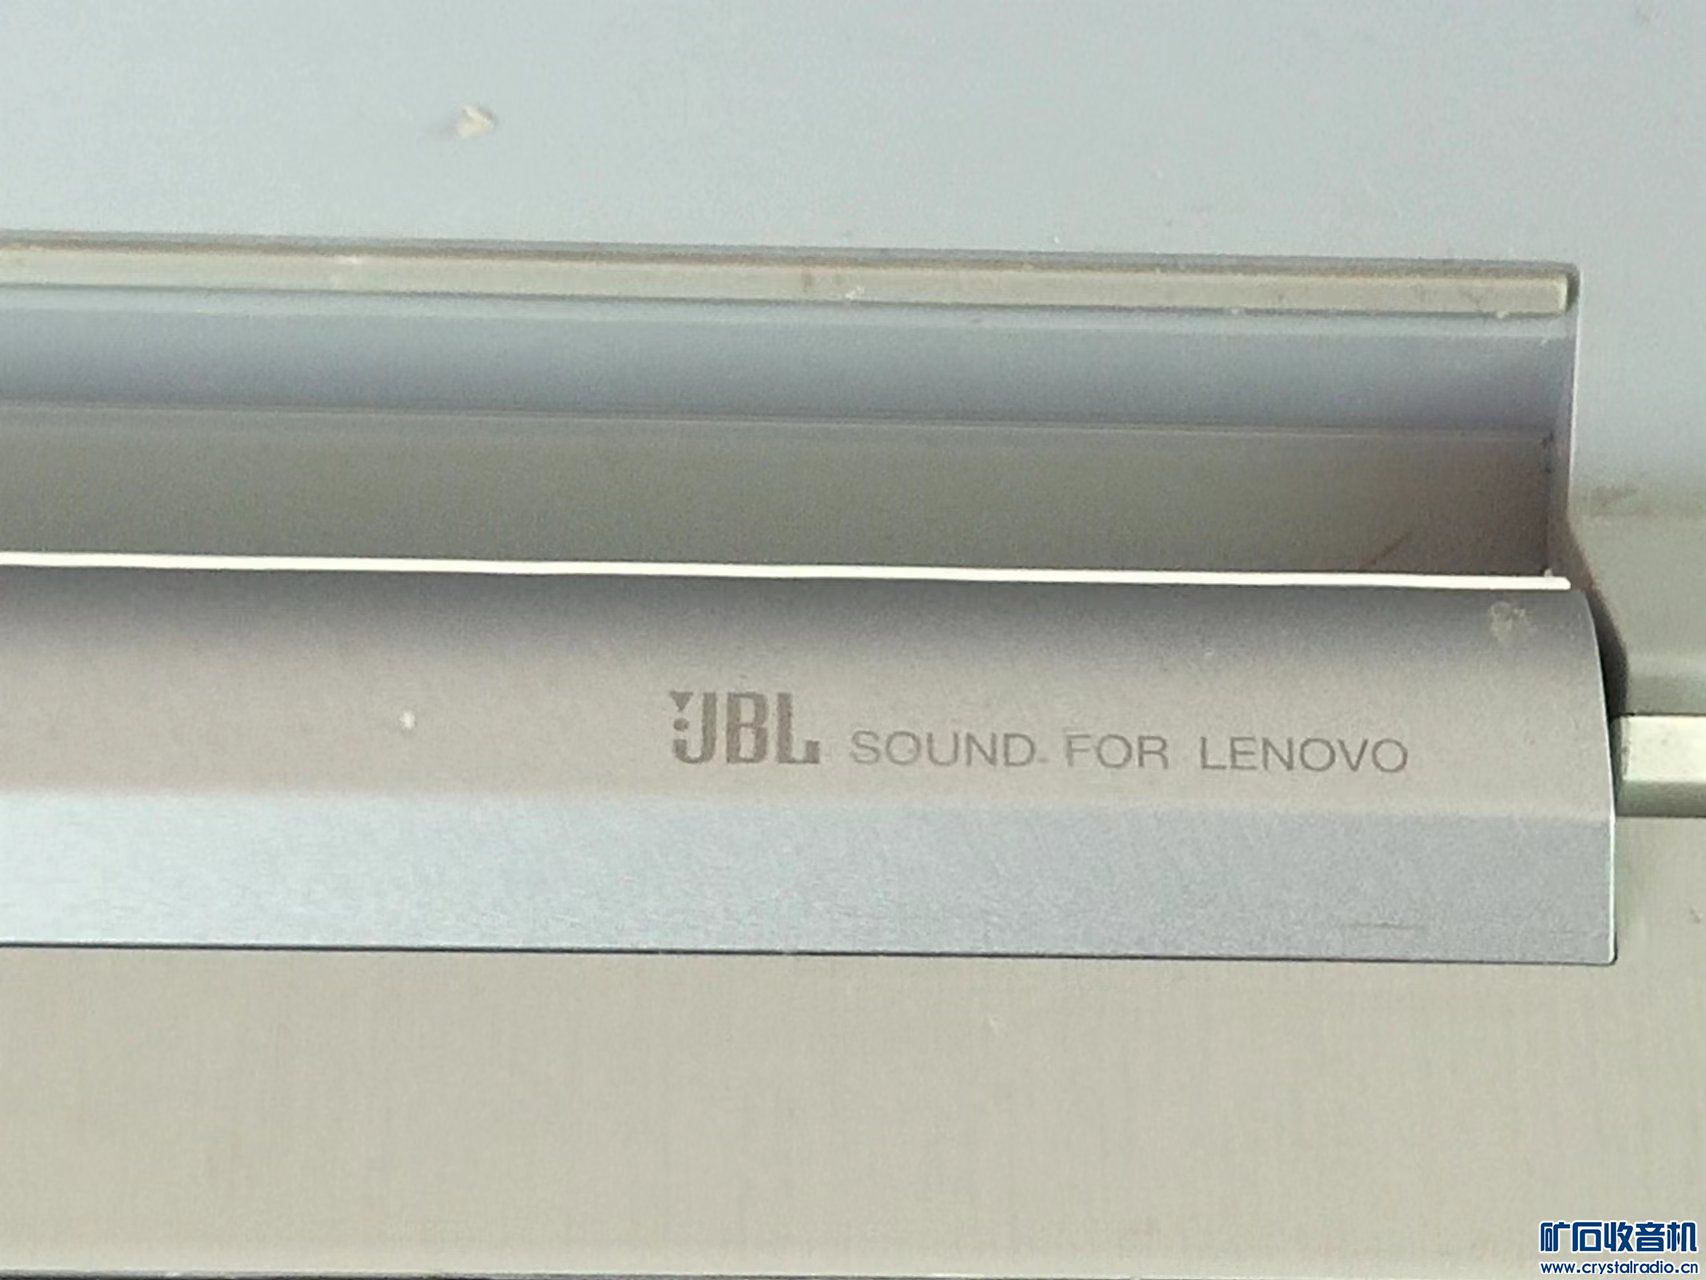 JBL SOUND FOR LENOVO
矿石收音机
www.crystalradio.cn